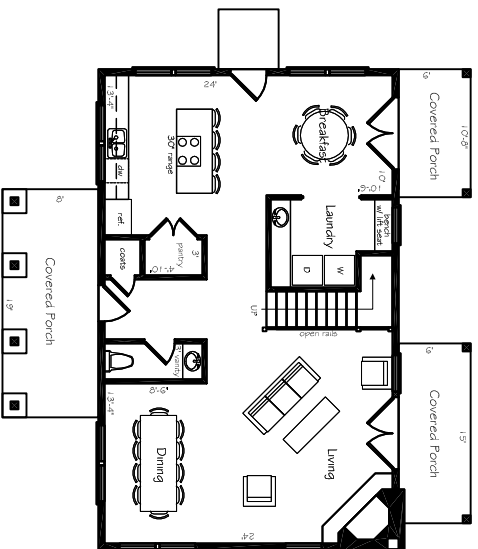 24'
6'
13'-4"
Covered Porch
10'-8"
Breakfast
30" range
dw
10'
10'-6"
ref.
Laundry
bench
w/ lift seat
8'
coats
pantry
3'
4'-10"
D
W
Covered Porch
19'
UP
open rails
3' vanity
6'
8'-6"
13'-4"
Covered Porch
15'
Dining
Living
24'